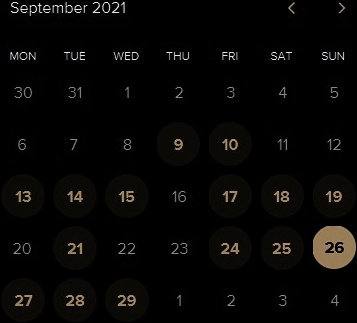 September 2021
MON TUE WED THU FRI SAT SUN
30 31 1 2 3 4 5
6 7 8 9 10 11 12
13 14 15 16 17 18 19
20 21 22 23 24 25 26
27 28 29 1 2 3 4